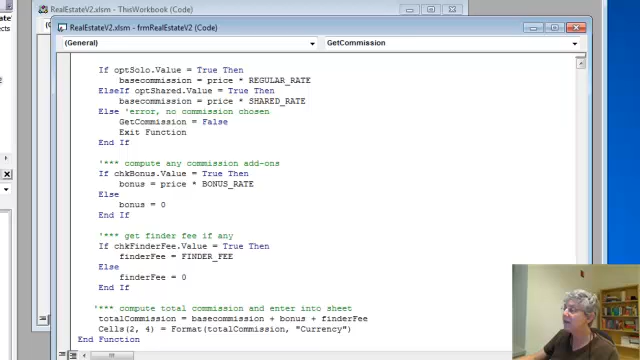 RealEstateV2.xlsm - ThisWorkbook (Code)
RealEstateV2.xlsm - frmRealEstateV2 (Code)
(General)
GetCommission
If optSolo.Value = True Then
basecommission = price * REGULAR_RATE
ElseIf optShared.Value = True Then
basecommission = price * SHARED_RATE
Else 'error, no commission chosen
GetCommission = False
Exit Function
End If
'*** compute any commission add-ons
If chkBonus.Value = True Then
bonus = price * BONUS_RATE
Else
bonus = 0
End If
'*** get finder fee if any
If chkFinderFee.Value = True Then
finderFee = FINDER_FEE
Else
finderFee = 0
End If
'*** compute total commission and enter into sheet
totalCommission = basecommission + bonus + finderFee
Cells(2, 4) = Format(totalCommission, "Currency")
End Function